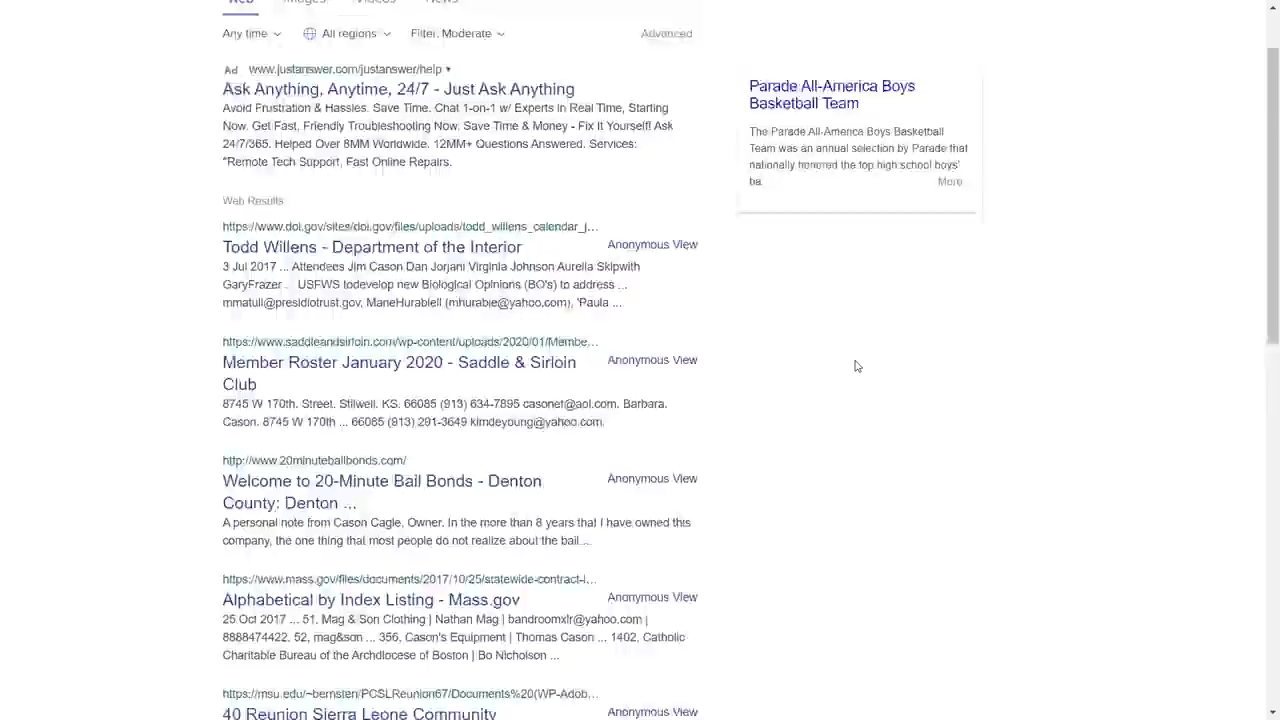 Web Images Videos News
Any time All regions Filter: Moderate Advanced
Ad www.justanswer.com/justanswer/help
Ask Anything, Anytime, 24/7 - Just Ask Anything
Avoid Frustration & Hassles. Save Time. Chat 1-on-1 w/ Experts in Real Time, Starting
Now. Get Fast, Friendly Troubleshooting Now. Save Time & Money - Fix It Yourself! Ask
24/7/365. Helped Over 8MM Worldwide. 12MM+ Questions Answered. Services:
"Remote Tech Support, Fast Online Repairs.
Web Results
https://www.doi.gov/sites/doi.gov/files/uploads/todd_willens_calendar_j...
Todd Willens - Department of the Interior Anonymous View
3 Jul 2017 ... Attendees Jim Cason Dan Jorjani Virginia Johnson Aurelia Skipwith
GaryFrazer .. USFWS todevelop new Biological Opinions (BO's) to address ...
mmatuli@presidiotrust.gov, ManeHurabiell (mhurabie@yahoo.com), 'Paula ...
https://www.saddleandsirloin.com/wp-content/uploads/2020/01/Membe...
Member Roster January 2020 - Saddle & Sirloin Anonymous View
Club
8745 W 170th. Street. Stilwell. KS. 66085 (913) 634-7895 casonet@aol.com. Barbara.
Cason. 8745 W 170th ... 66085 (913) 291-3649 kimdeyoung@yahoo.com.
http://www.20minutebailbonds.com/
Welcome to 20-Minute Bail Bonds - Denton Anonymous View
County: Denton ...
A personal note from Cason Cagle, Owner. In the more than 8 years that I have owned this
company, the one thing that most people do not realize about the bail ...
https://www.mass.gov/files/documents/2017/10/25/statewide-contract-l...
Alphabetical by Index Listing - Mass.gov Anonymous View
25 Oct 2017 ... 51, Mag & Son Clothing | Nathan Mag | bandroomxlr@yahoo.com |
8888474422. 52, mag&son ... 356, Cason's Equipment | Thomas Cason ... 1402, Catholic
Charitable Bureau of the Archdiocese of Boston | Bo Nicholson ...
https://msu.edu/~bernsten/PCSLReunion67/Documents%20(WP-Adob...
40 Reunion Sierra Leone Community Anonymous View
Parade All-America Boys
Basketball Team
The Parade All-America Boys Basketball
Team was an annual selection by Parade that
nationally honored the top high school boys'
ba. More